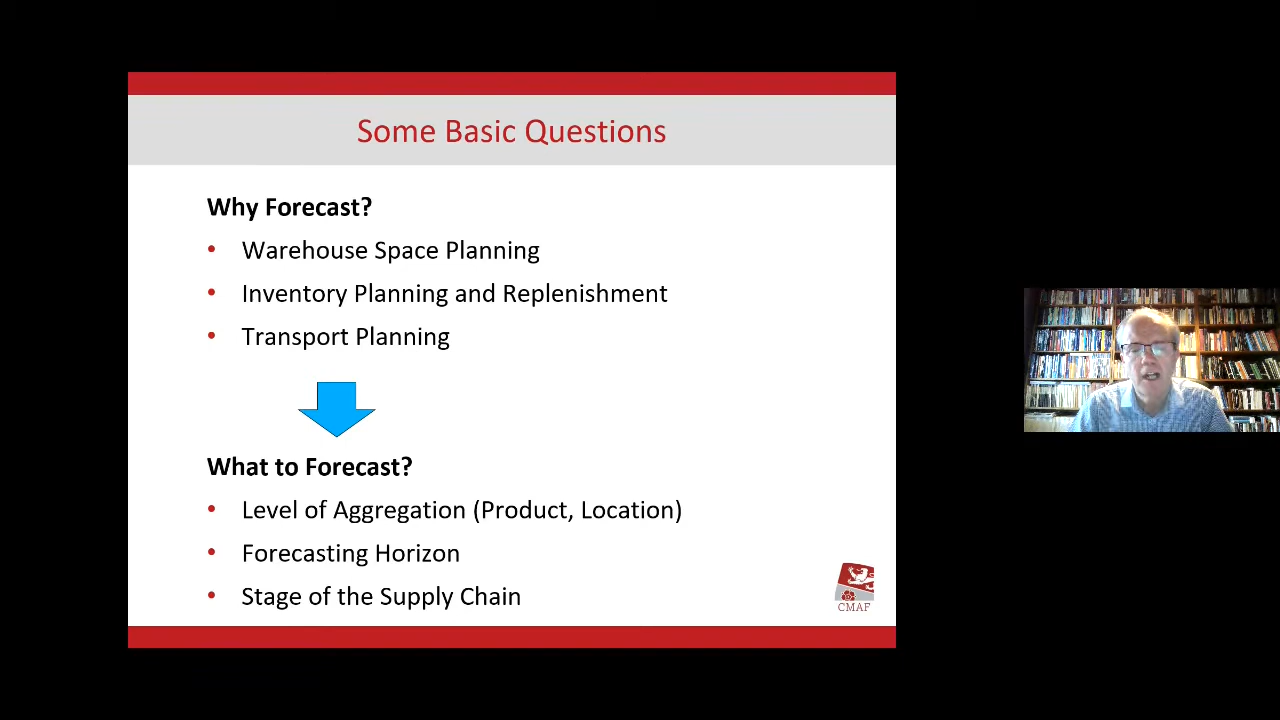 Some Basic Questions
Why Forecast?
• Warehouse Space Planning
• Inventory Planning and Replenishment
• Transport Planning
What to Forecast?
• Level of Aggregation (Product, Location)
• Forecasting Horizon
• Stage of the Supply Chain
CMAF